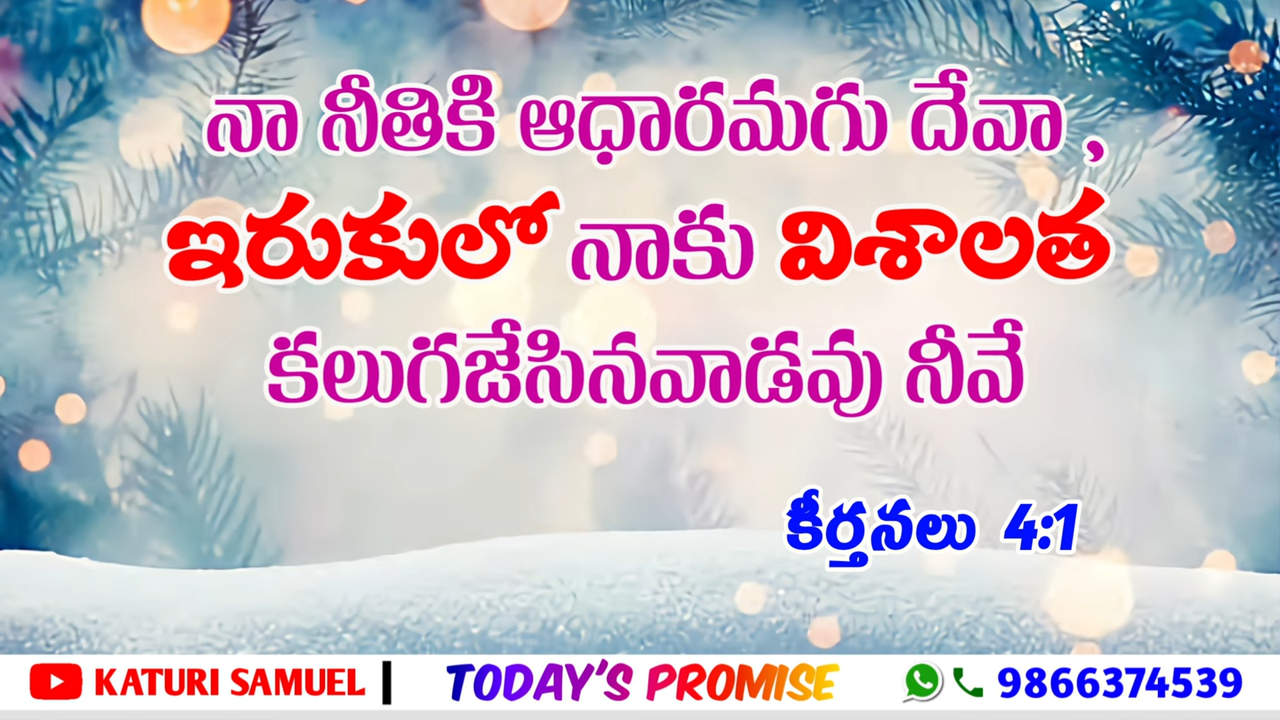 నా నీతికి ఆధారమగు దేవా ,
ఇరుకులో నాకు విశాలత
కలుగజేసినవాడవు నీవే
కీర్తనలు 4:1
KATURI SAMUEL | TODAY'S PROMISE 9866374539